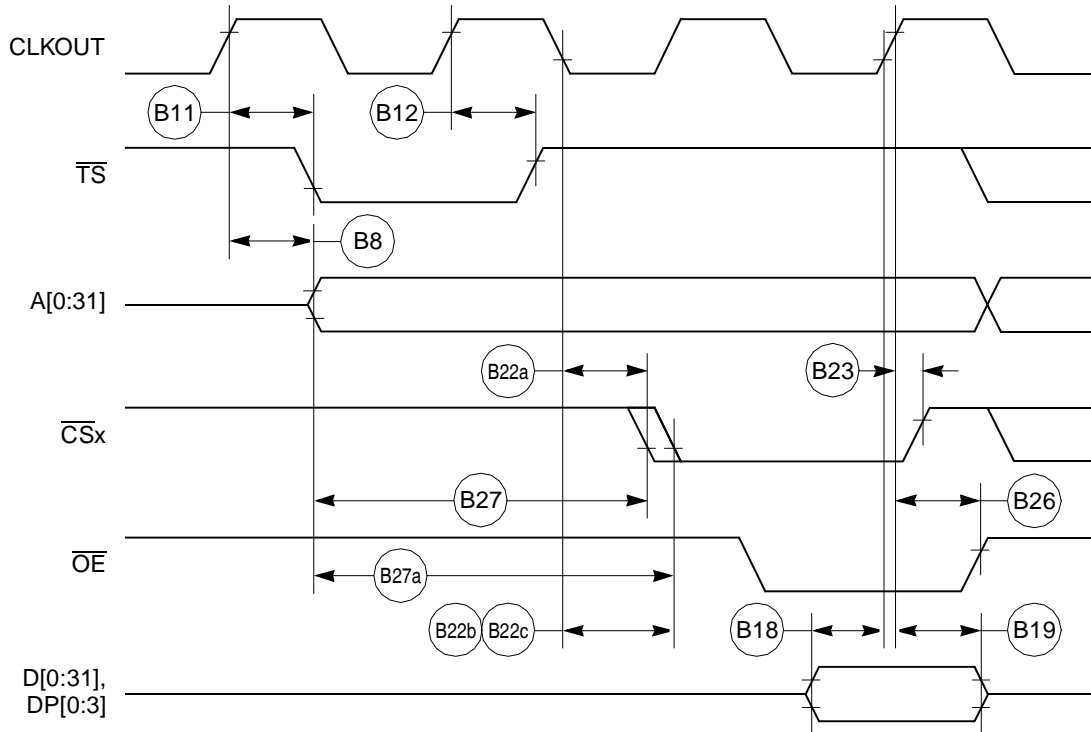 CLKOUT
B11
B12
TS
B8
A[0:31]
B22a
B23
CSx
B27
B26
OE
B27a
B22b
B22c
B18
B19
D[0:31],
DP[0:3]